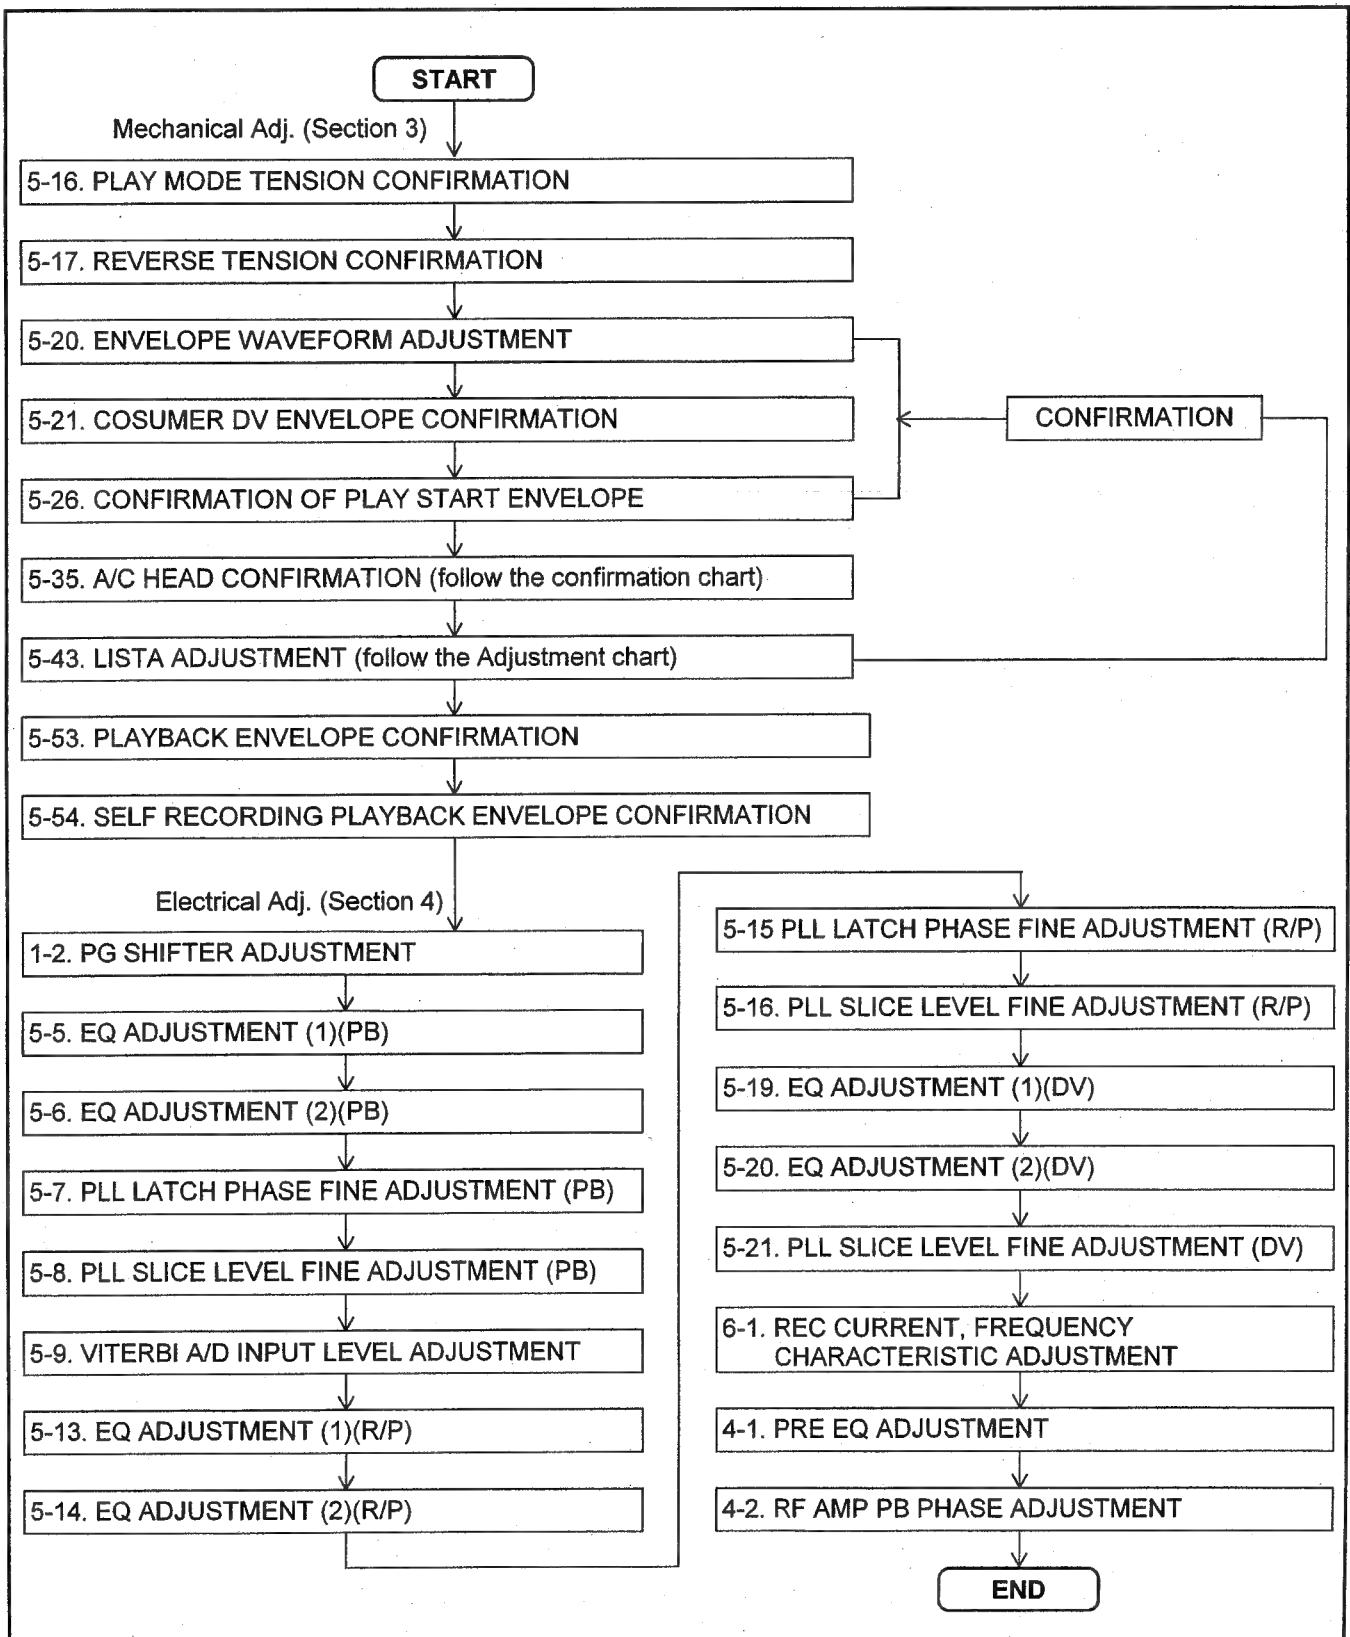 START
Mechanical Adj. (Section 3)
5-16. PLAY MODE TENSION CONFIRMATION
5-17. REVERSE TENSION CONFIRMATION
5-20. ENVELOPE WAVEFORM ADJUSTMENT
5-21. COSUMER DV ENVELOPE CONFIRMATION
CONFIRMATION
5-26. CONFIRMATION OF PLAY START ENVELOPE
5-35. A/C HEAD CONFIRMATION (follow the confirmation chart)
5-43. LISTA ADJUSTMENT (follow the Adjustment chart)
5-53. PLAYBACK ENVELOPE CONFIRMATION
5-54. SELF RECORDING PLAYBACK ENVELOPE CONFIRMATION
Electrical Adj. (Section 4)
1-2. PG SHIFTER ADJUSTMENT
5-5. EQ ADJUSTMENT (1)(PB)
5-6. EQ ADJUSTMENT (2)(PB)
5-7. PLL LATCH PHASE FINE ADJUSTMENT (PB)
5-8. PLL SLICE LEVEL FINE ADJUSTMENT (PB)
5-9. VITERBI A/D INPUT LEVEL ADJUSTMENT
5-13. EQ ADJUSTMENT (1)(R/P)
5-14. EQ ADJUSTMENT (2)(R/P)
5-15 PLL LATCH PHASE FINE ADJUSTMENT (R/P)
5-16. PLL SLICE LEVEL FINE ADJUSTMENT (R/P)
5-19. EQ ADJUSTMENT (1)(DV)
5-20. EQ ADJUSTMENT (2)(DV)
5-21. PLL SLICE LEVEL FINE ADJUSTMENT (DV)
6-1. REC CURRENT, FREQUENCY
CHARACTERISTIC ADJUSTMENT
4-1. PRE EQ ADJUSTMENT
4-2. RF AMP PB PHASE ADJUSTMENT
END